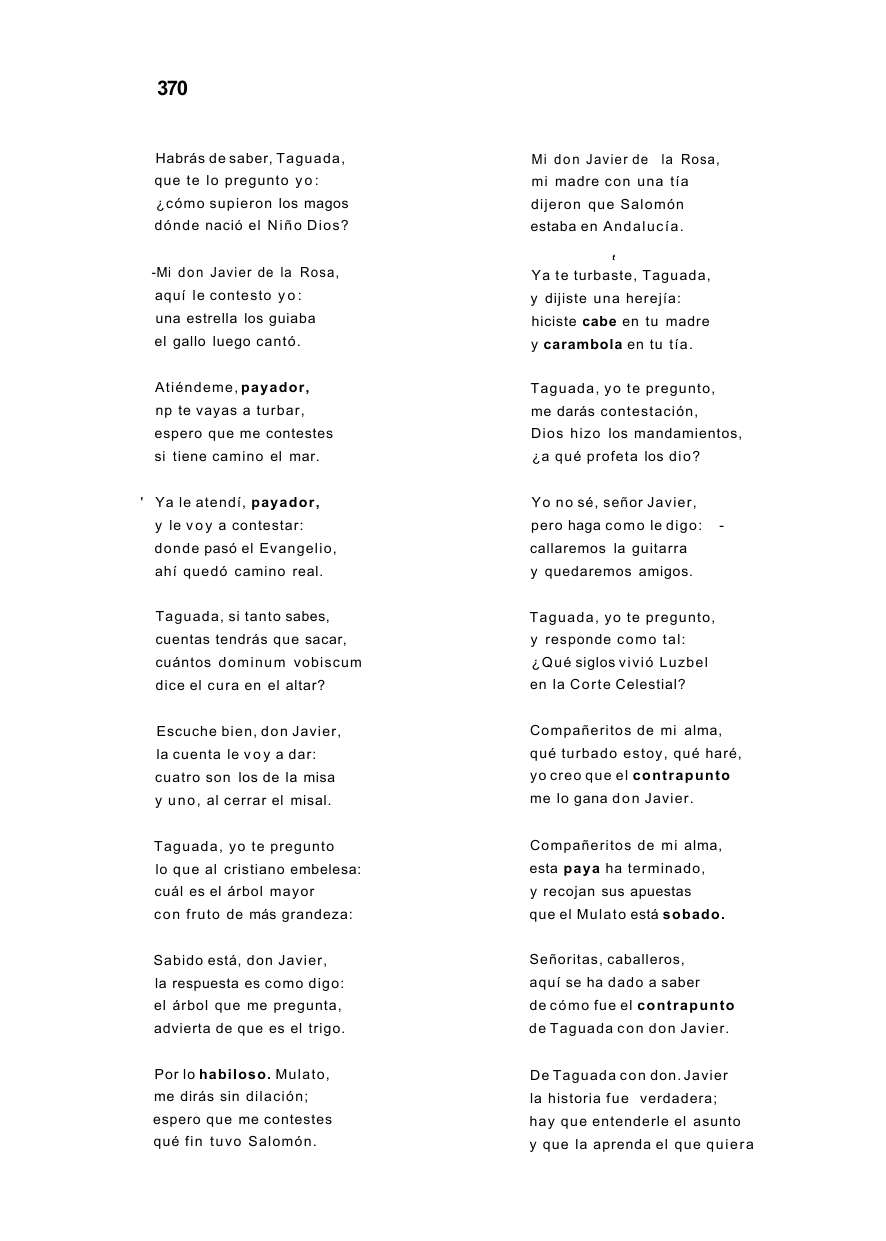 370
Habrás de saber, Taguada,
que te lo pregunto yo:
¿cómo supieron los magos
dónde nació el Niño Dios?
-Mi don Javier de la Rosa,
aquí le contesto yo:
una estrella los guiaba
el gallo luego cantó.
Atiéndeme, payador,
np te vayas a turbar,
espero que me contestes
si tiene camino el mar.
' Ya le atendí, payador,
y le voy a contestar:
donde pasó el Evangelio,
ahí quedó camino real.
Taguada, si tanto sabes,
cuentas tendrás que sacar,
cuántos dominum vobiscum
dice el cura en el altar?
Escuche bien, don Javier,
la cuenta le voy a dar:
cuatro son los de la misa
y uno, al cerrar el misal.
Taguada, yo te pregunto
lo que al cristiano embelesa:
cuál es el árbol mayor
con fruto de más grandeza:
Sabido está, don Javier,
la respuesta es como digo:
el árbol que me pregunta,
advierta de que es el trigo.
Por lo habiloso. Mulato,
me dirás sin dilación;
espero que me contestes
qué fin tuvo Salomón.
Mi don Javier de la Rosa,
mi madre con una tía
dijeron que Salomón
estaba en Andalucía.
Ya te turbaste, Taguada,
y dijiste una herejía:
hiciste cabe en tu madre
y carambola en tu tía.
Taguada, yo te pregunto,
me darás contestación,
Dios hizo los mandamientos,
¿a qué profeta los dio?
Yo no sé, señor Javier,
pero haga como le digo: -
callaremos la guitarra
y quedaremos amigos.
Taguada, yo te pregunto,
y responde como tal:
¿Qué siglos vivió Luzbel
en la Corte Celestial?
Compañeritos de mi alma,
qué turbado estoy, qué haré,
yo creo que el contrapunto
me lo gana don Javier.
Compañeritos de mi alma,
esta paya ha terminado,
y recojan sus apuestas
que el Mulato está sobado.
Señoritas, caballeros,
aquí se ha dado a saber
de cómo fue el contrapunto
de Taguada con don Javier.
De Taguada con don. Javier
la historia fue verdadera;
hay que entenderle el asunto
y que la aprenda el que quiera